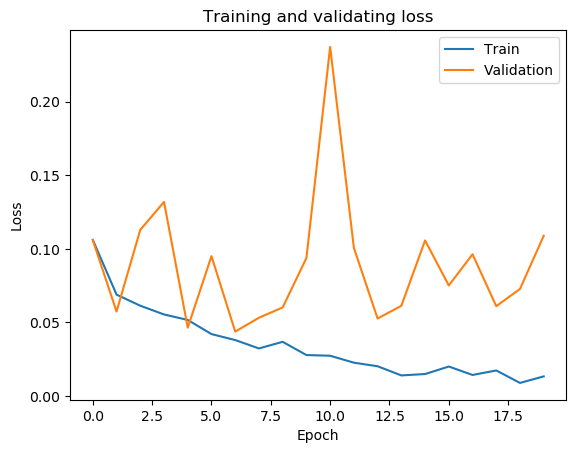 Training and validating loss
Train
Validation
0.20
0.15
0.10
0.05
0.00
Loss
0.0 2.5 5.0 7.5 10.0 12.5 15.0 17.5
Epoch